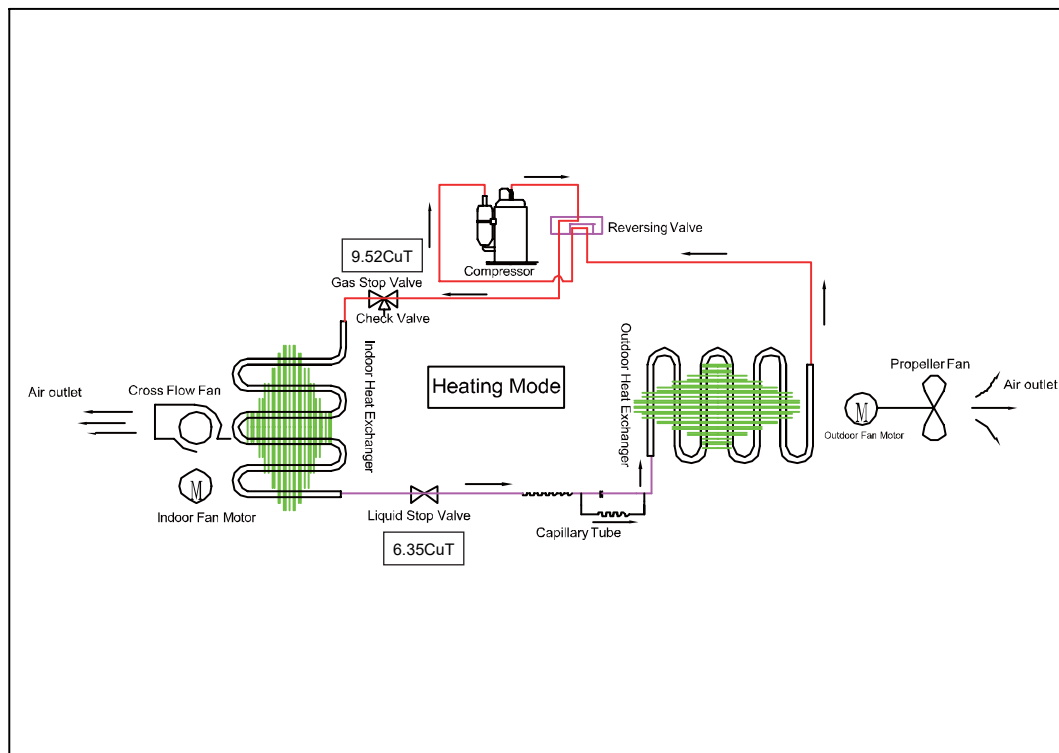 Reversing Valve
9.52CuT
Compressor
Gas Stop Valve
Check Valve
Indoor Heat Exchanger
Outdoor Heat Exchanger
Propeller Fan
Air outlet
Cross Flow Fan
Air outlet
Heating Mode
M
Outdoor Fan Motor
M
Indoor Fan Motor
Liquid Stop Valve
Capillary Tube
6.35CuT